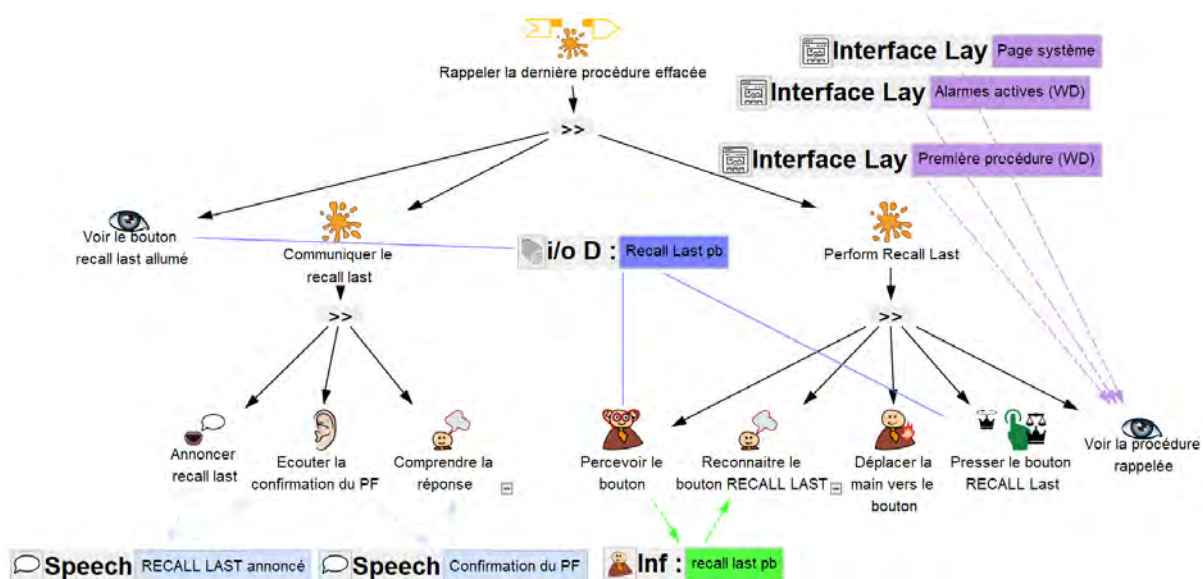 Rappeler la dernière procédure effacée
>>
Interface Lay Page système
Interface Lay Alarmes actives (WD)
Interface Lay Première procédure (WD)
Voir le bouton
recall last allumé
Communiquer le
recall last
i/o D : Recall Last pb
Perform Recall Last
>>
>>
Annoncer
recall last
Ecouter la
confirmation du PF
Comprendre la
réponse
Percevoir le
bouton
Reconnaitre le
bouton RECALL LAST
Déplacer la
main vers le
bouton
Presser le bouton
RECALL Last
Voir la procédure
rappelée
Speech RECALL LAST annoncé
Speech Confirmation du PF
Inf : recall last pb